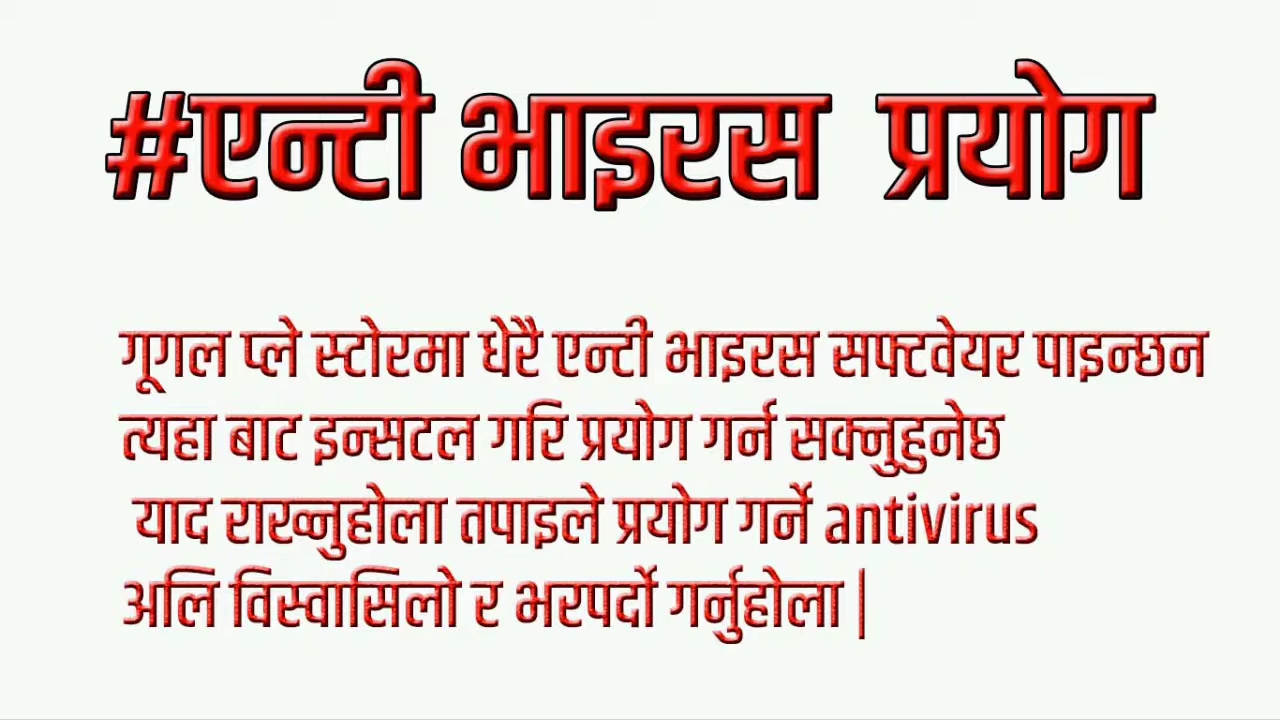 #एन्टी भाइरस प्रयोग
गूगल प्ले स्टोरमा धेरै एन्टी भाइरस सफ्टवेयर पाइन्छन
त्यहा बाट इन्सटल गरि प्रयोग गर्न सक्नुहुनेछ
याद राख्नुहोला तपाइले प्रयोग गर्ने antivirus
अलि विस्वासिलो र भरपर्दो गर्नुहोला |